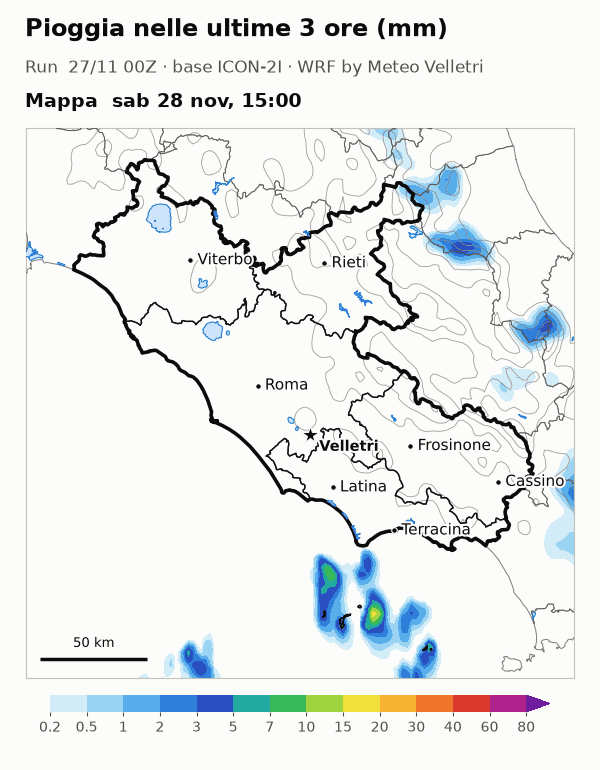 Pioggia nelle ultime 3 ore (mm)
Run 27/11 00Z · base ICON-2I · WRF by Meteo Velletri
Mappa sab 28 nov, 15:00
Viterbo
Rieti
Roma
Velletri
Frosinone
Latina
Cassino
Terracina
50 km
0.2 0.5 1 2 3 5 7 10 15 20 30 40 60 80